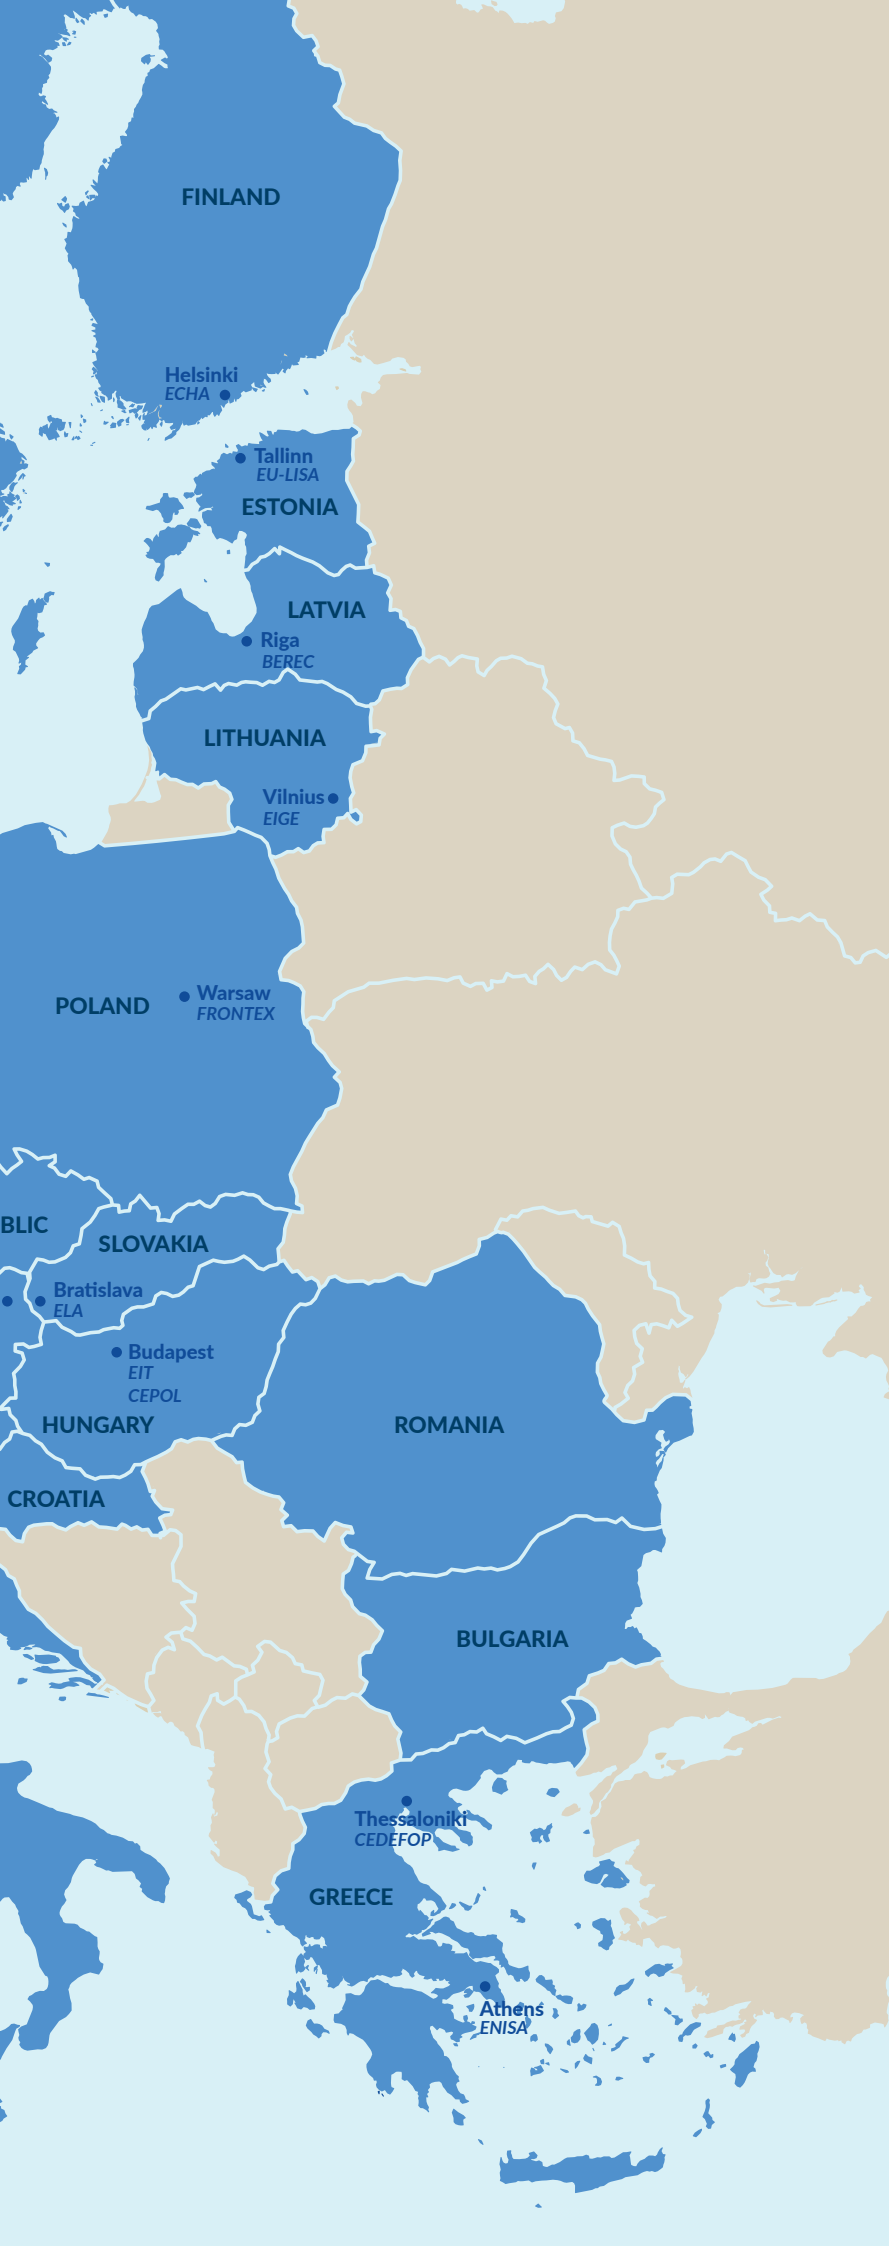 FINLAND
Helsinki
ECHA
Tallinn
EU-LISA
ESTONIA
LATVIA
Riga
BEREC
LITHUANIA
Vilnius
EIGE
Warsaw
POLAND
FRONTEX
BLIC
SLOVAKIA
Bratislava
ELA
Budapest
EIT
CEPOL
HUNGARY
ROMANIA
CROATIA
BULGARIA
Thessaloniki
CEDEFOP
GREECE
Athens
ENISA